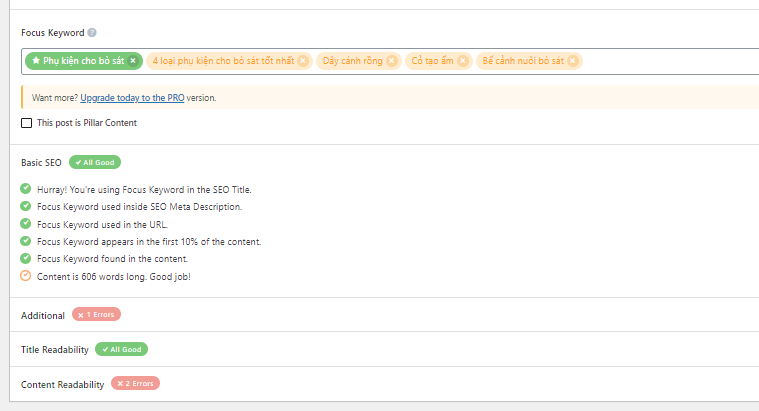 Focus Keyword ?
Phụ kiện cho bò sát × 4 loại phụ kiện cho bò sát tốt nhất × Dây cánh rồng × Cỏ tạo ẩm × Bể cảnh nuôi bò sát ×
Want more? Upgrade today to the PRO version.
This post is Pillar Content
Basic SEO All Good
Hurray! You're using Focus Keyword in the SEO Title.
Focus Keyword used inside SEO Meta Description.
Focus Keyword used in the URL.
Focus Keyword appears in the first 10% of the content.
Focus Keyword found in the content.
Content is 606 words long. Good job!
Additional × 1 Errors
Title Readability All Good
Content Readability × 2 Errors